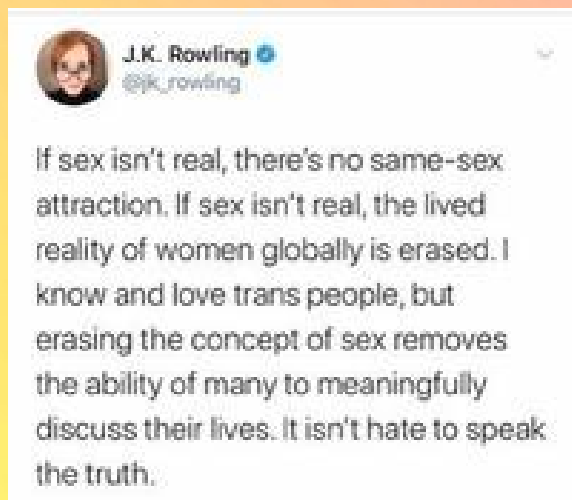 J.K. Rowling
@jk_rowling
If sex isn't real, there's no same-sex
attraction. If sex isn't real, the lived
reality of women globally is erased. I
know and love trans people, but
erasing the concept of sex removes
the ability of many to meaningfully
discuss their lives. It isn't hate to speak
the truth.